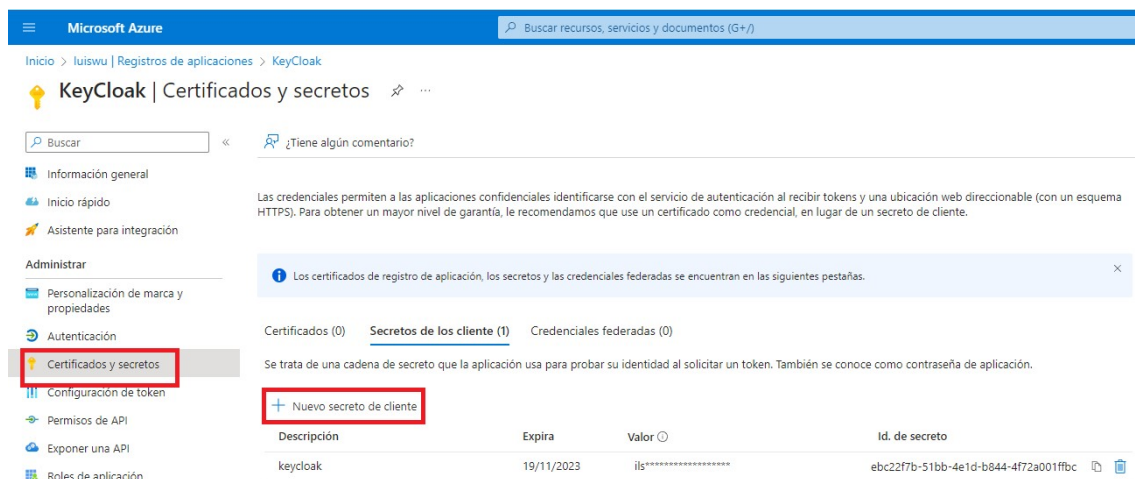 Microsoft Azure
Buscar recursos, servicios y documentos (G+/)
Inicio > luiswu | Registros de aplicaciones > KeyCloak
KeyCloak | Certificados y secretos
Buscar
¿Tiene algún comentario?
Información general
Inicio rápido
Asistente para integración
Administrar
Personalización de marca y
propiedades
Autenticación
Certificados y secretos
Configuración de token
Permisos de API
Exponer una API
Roles de aplicación
Las credenciales permiten a las aplicaciones confidenciales identificarse con el servicio de autenticación al recibir tokens y una ubicación web direccionable (con un esquema
HTTPS). Para obtener un mayor nivel de garantía, le recomendamos que use un certificado como credencial, en lugar de un secreto de cliente.
Los certificados de registro de aplicación, los secretos y las credenciales federadas se encuentran en las siguientes pestañas.
Certificados (0) Secretos de los cliente (1) Credenciales federadas (0)
Se trata de una cadena de secreto que la aplicación usa para probar su identidad al solicitar un token. También se conoce como contraseña de aplicación.
+ Nuevo secreto de cliente
Descripción Expira Valor Id. de secreto
keycloak 19/11/2023 ils****************** ebc22f7b-51bb-4e1d-b844-4f72a001ffbc